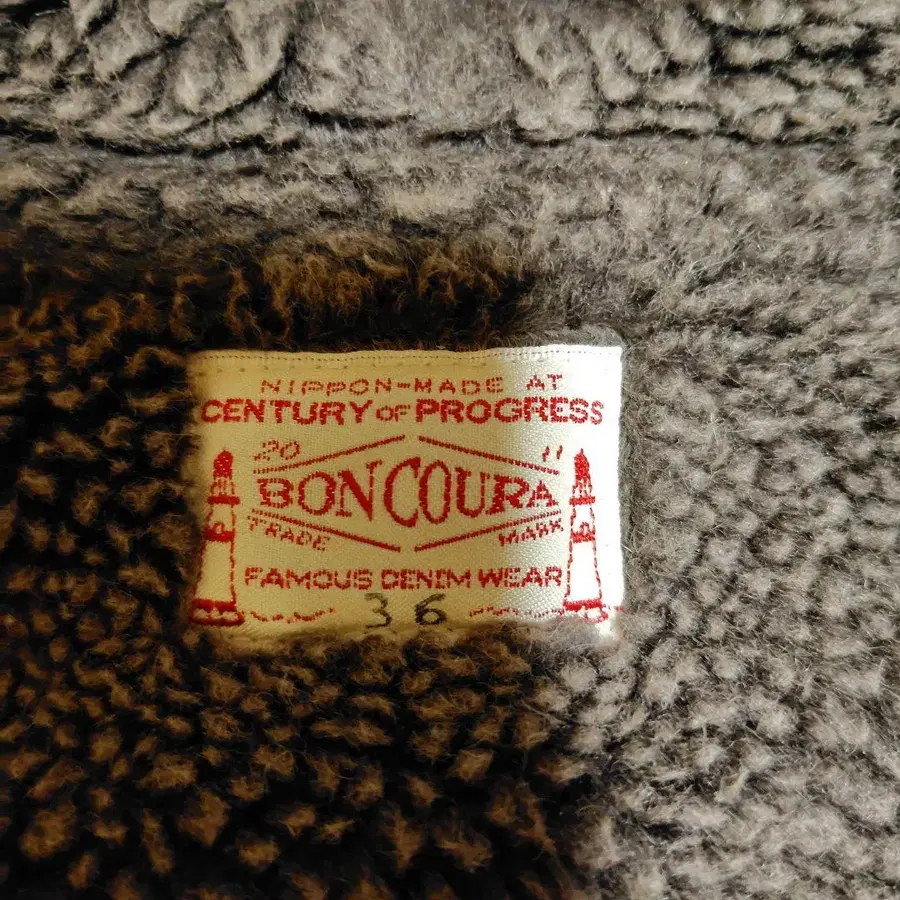 NIPPON-MADE AT
CENTURY OF PROGRESS
20 11
BONCOURA
TRADE MARK
FAMOUS DENIM WEAR
36